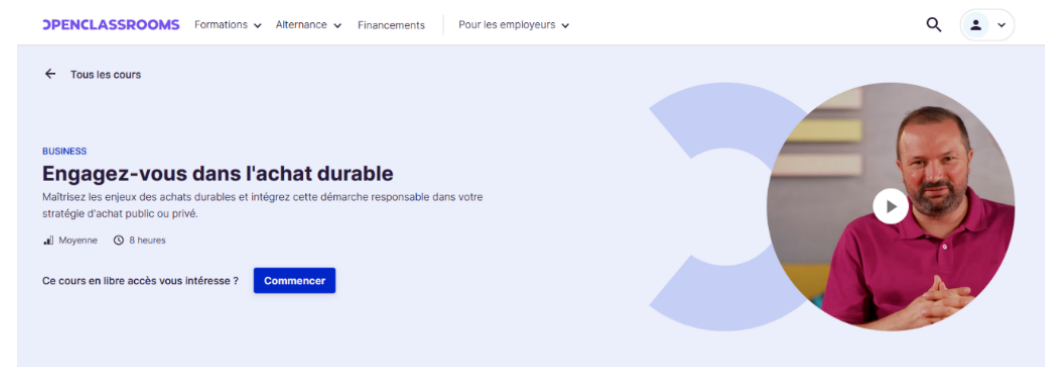 OPENCLASSROOMS Formations Alternance Financements Pour les employeurs
Tous les cours
BUSINESS
Engagez-vous dans l'achat durable
Maîtrisez les enjeux des achats durables et intégrez cette démarche responsable dans votre
stratégie d'achat public ou privé.
Moyenne 8 heures
Ce cours en libre accès vous intéresse ? Commencer